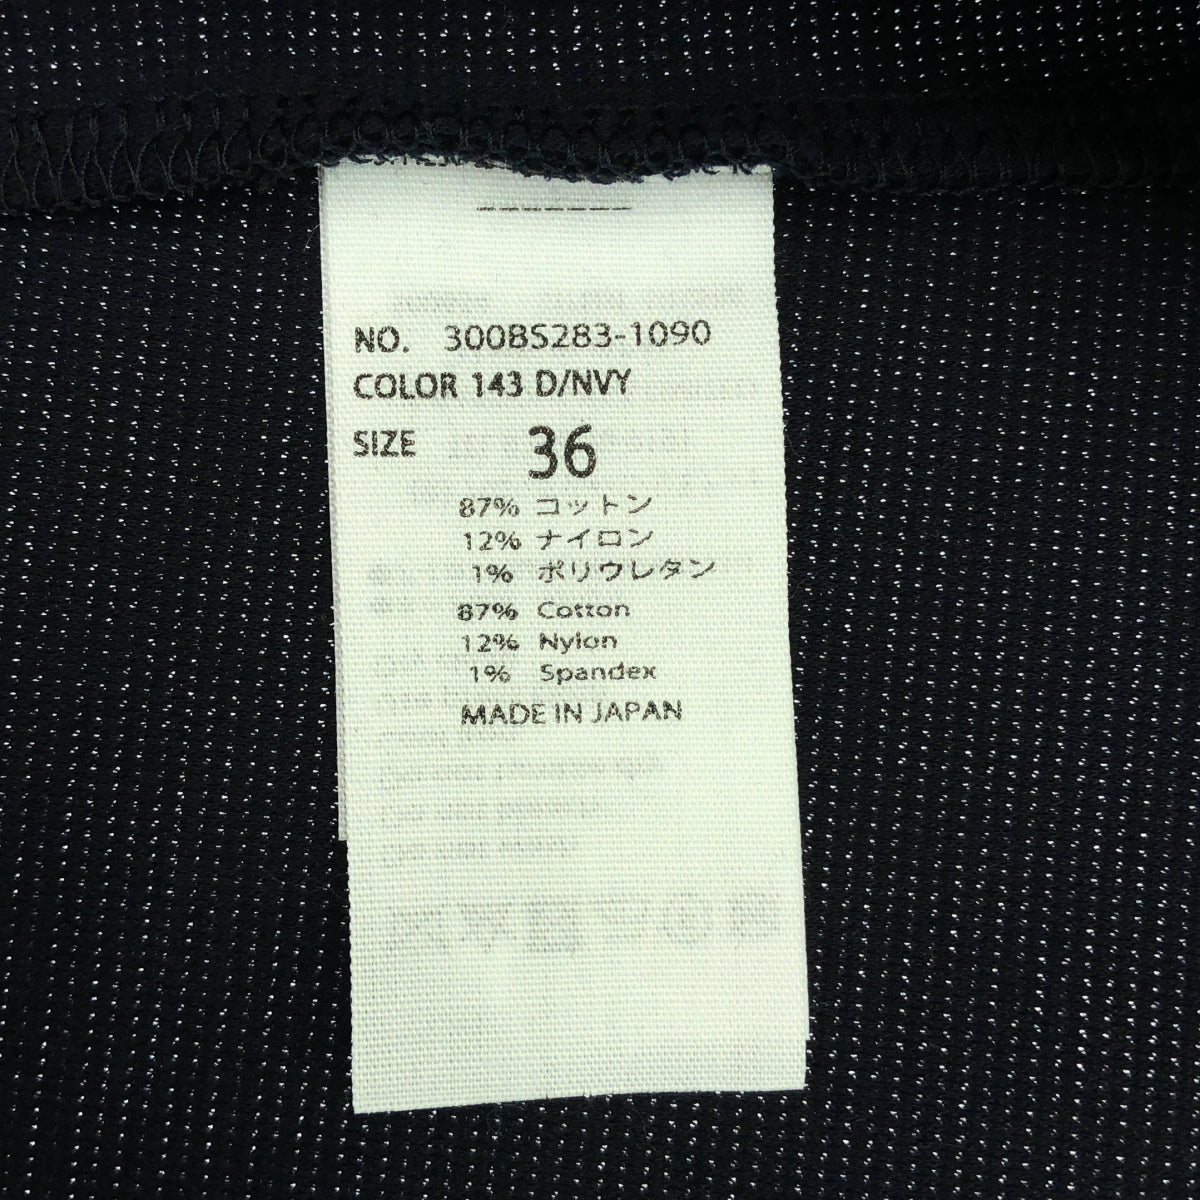 NO. 300BS283-1090
COLOR 143 D/NVY
SIZE 36
87% コットン
12% ナイロン
1% ポリウレタン
87% Cotton
12% Nylon
1% Spandex
MADE IN JAPAN